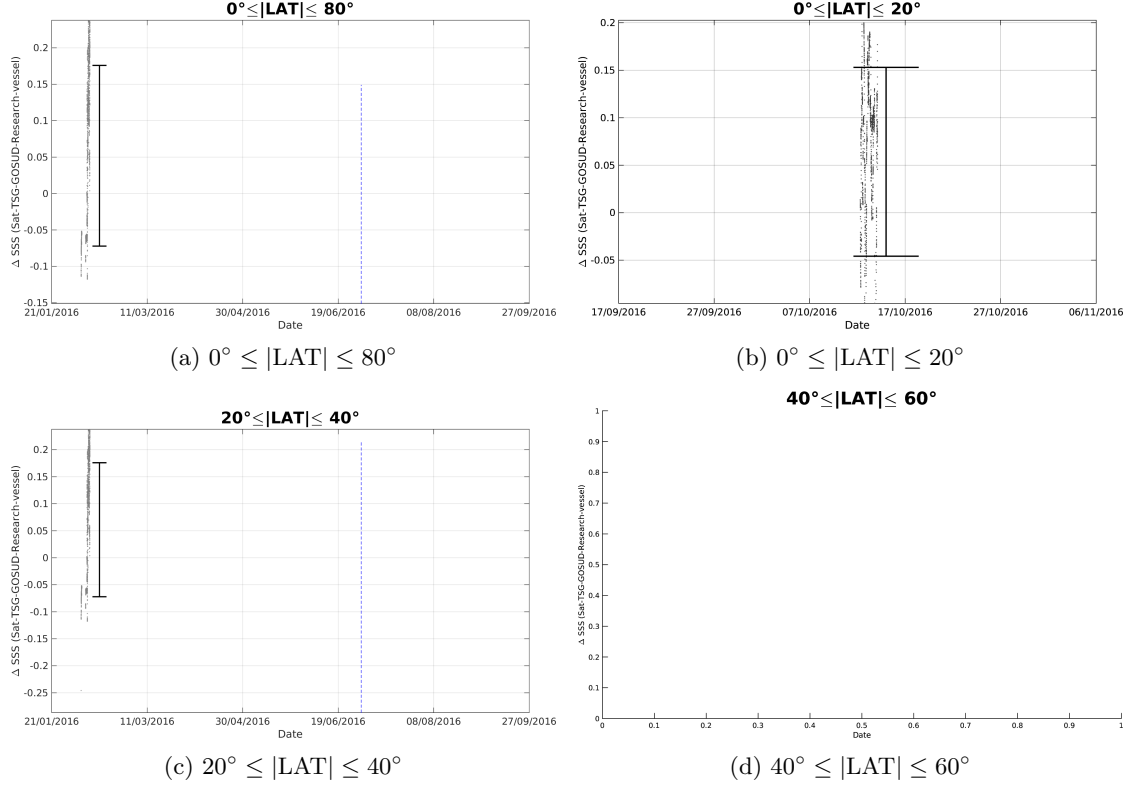 0°≤|LAT|≤ 80°
Δ SSS (Sat-TSG-GOSUD-Research-vessel)
0.2
0.15
0.1
0.05
0
-0.05
-0.1
-0.15
21/01/2016 11/03/2016 30/04/2016 19/06/2016 08/08/2016 27/09/2016
Date
(a) 0° ≤ |LAT| ≤ 80°
0°≤|LAT|≤ 20°
Δ SSS (Sat-TSG-GOSUD-Research-vessel)
0.2
0.15
0.1
0.05
0
-0.05
17/09/2016 27/09/2016 07/10/2016 17/10/2016 27/10/2016 06/11/2016
Date
(b) 0° ≤ |LAT| ≤ 20°
20°≤|LAT|≤ 40°
Δ SSS (Sat-TSG-GOSUD-Research-vessel)
0.2
0.15
0.1
0.05
0
-0.05
-0.1
-0.15
-0.2
-0.25
21/01/2016 11/03/2016 30/04/2016 19/06/2016 08/08/2016 27/09/2016
Date
(c) 20° ≤ |LAT| ≤ 40°
40°≤|LAT|≤ 60°
Δ SSS (Sat-TSG-GOSUD-Research-vessel)
1
0.9
0.8
0.7
0.6
0.5
0.4
0.3
0.2
0.1
0
0 0.1 0.2 0.3 0.4 0.5 0.6 0.7 0.8 0.9 1
Date
(d) 40° ≤ |LAT| ≤ 60°